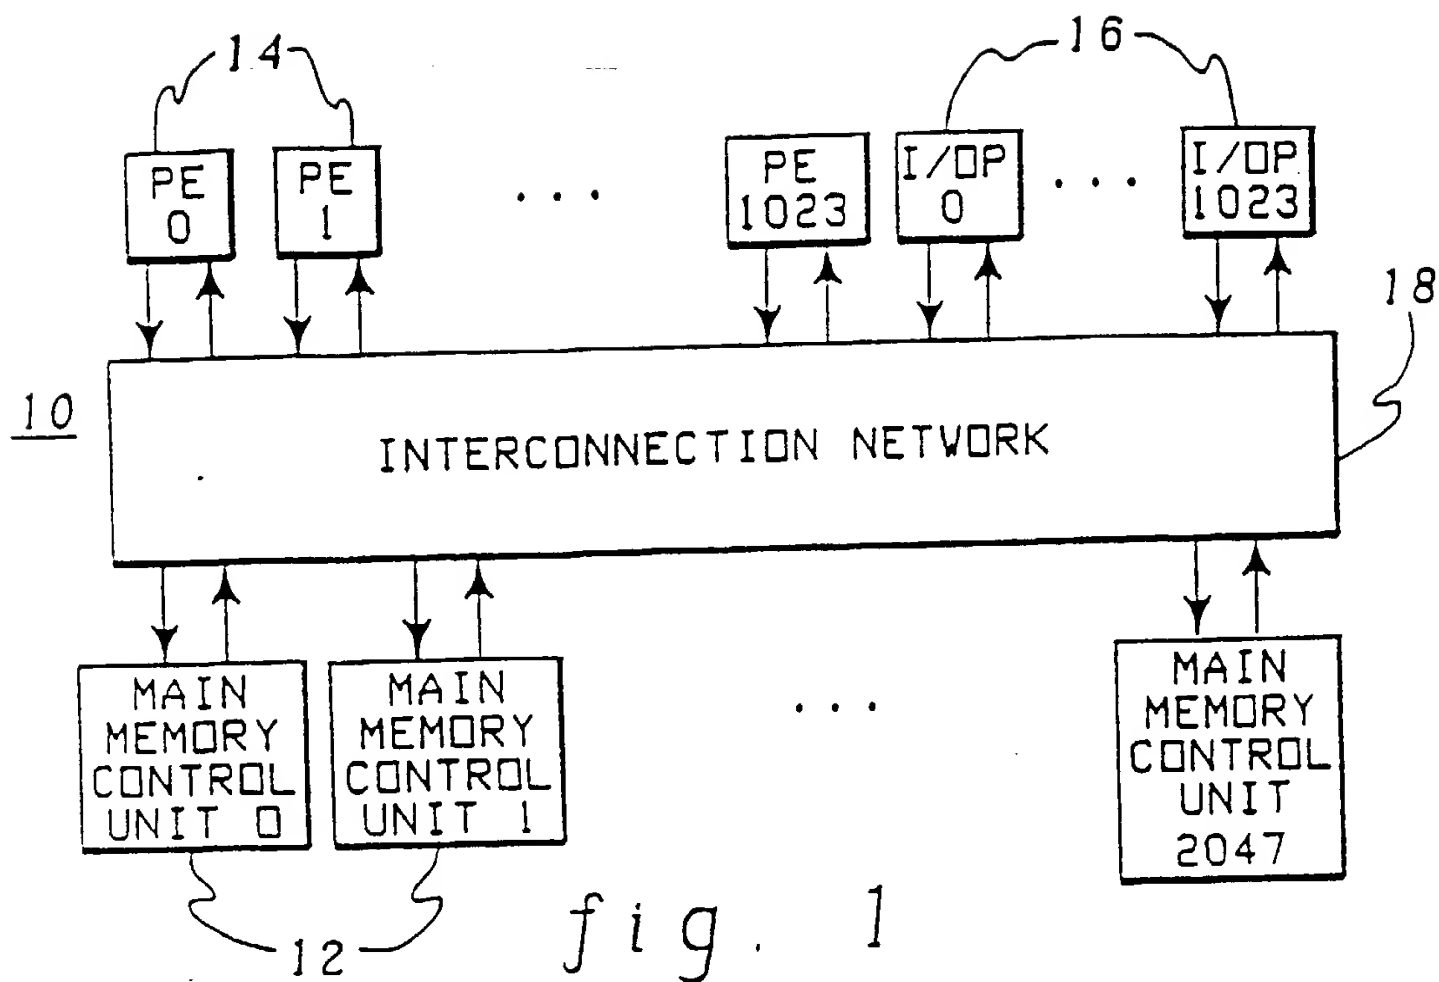 14
16
PE
0
PE
1
. . .
PE
1023
I/OP
0
. . .
I/OP
1023
18
10
INTERCONNECTION NETWORK
MAIN
MEMORY
CONTROL
UNIT 0
MAIN
MEMORY
CONTROL
UNIT 1
. . .
MAIN
MEMORY
CONTROL
UNIT
2047
12
fig. 1